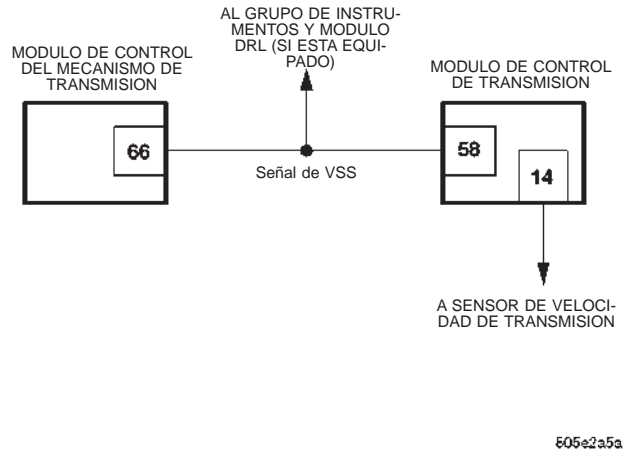 AL GRUPO DE INSTRU-
MENTOS Y MODULO
DRL (SI ESTA EQUI-
PADO)
MODULO DE CONTROL
DEL MECANISMO DE
TRANSMISION
MODULO DE CONTROL
DE TRANSMISION
66
Señal de VSS
58
14
A SENSOR DE VELOCI-
DAD DE TRANSMISION
805e2a5a